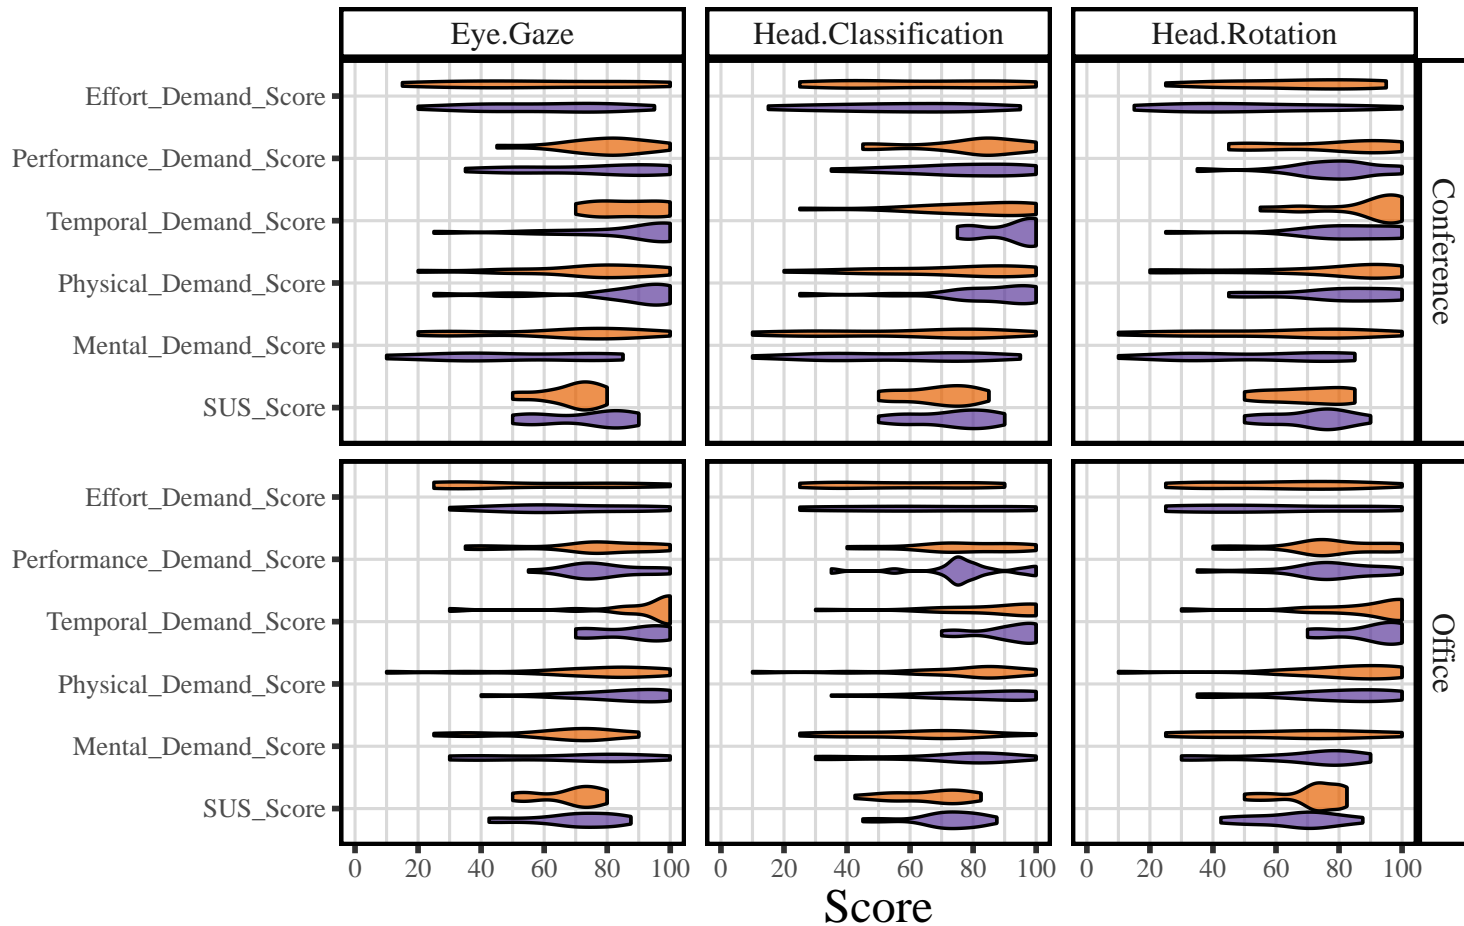 Eye.Gaze Head.Classification Head.Rotation
Effort_Demand_Score
Performance_Demand_Score
Temporal_Demand_Score
Physical_Demand_Score
Mental_Demand_Score
SUS_Score
Conference
Effort_Demand_Score
Performance_Demand_Score
Temporal_Demand_Score
Physical_Demand_Score
Mental_Demand_Score
SUS_Score
Office
0 20 40 60 80 100 0 20 40 60 80 100 0 20 40 60 80 100
Score